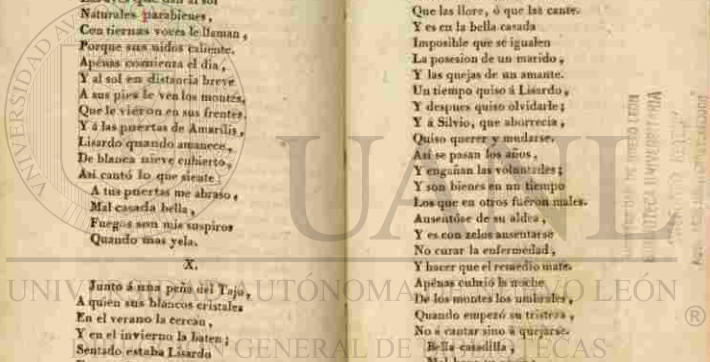 que dan al sol
Naturales parabienes,
Con tiernas voces le llaman,
Porque sus nidos caliente.
Apénas comienza el dia,
Y al sol en distancia breve
A sus pies le ven los montes,
Que le viéron en sus frentes,
Y á las puertas de Amarilis,
Lisardo quando amanece,
De blanca nieve cubierto,
Así cantó lo que siente
A tus puertas me abraso,
Mal casada bella,
Fuegos son mis suspiros
Quando mas yela.
X.
Junto á una peña del Tajo,
A quien sus blancos cristales
En el verano la cercan,
Y en el invierno la baten;
Sentado estaba Lisardo
Que las llore, ó que las cante.
Y es en la bella casada
Imposible que se igualen
La posesion de un marido,
Y las quejas de un amante.
Un tiempo quiso á Lisardo,
Y despues quiso olvidarle;
Y á Silvio, que aborrecia,
Quiso querer y mudarse.
Así se pasan los años,
Y engañan las voluntades;
Y son bienes en un tiempo
Los que en otros fuéron males.
Ausentóse de su aldea,
Y es con zelos ausentarse
No curar la enfermedad,
Y hacer que el remedio mate.
Apénas cubrió la noche
De los montes los umbrales,
Quando empezó su tristeza,
No á cantar sino á quejarse.
Bella casadilla,
UANL
UNIVERSIDAD AUTÓNOMA DE NUEVO LEÓN
®
GENERAL DE BIBLIOTECAS